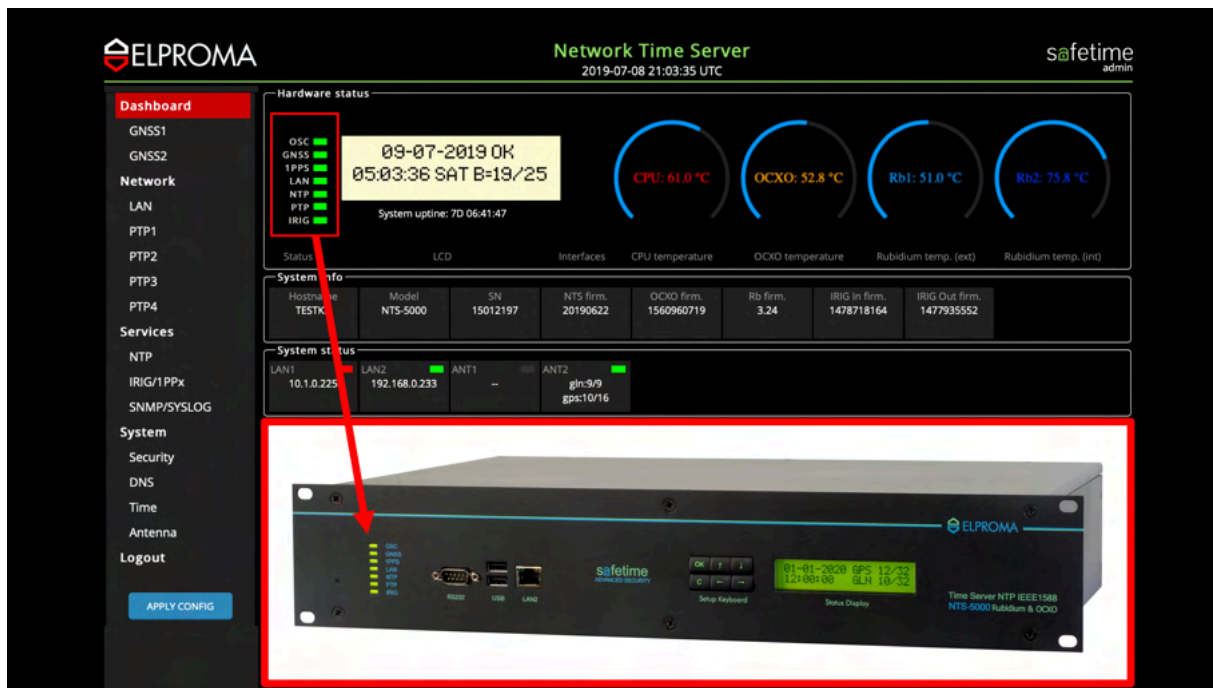 ELPROMA
Network Time Server
2019-07-08 21:03:35 UTC
safetime
admin
Dashboard
GNSS1
GNSS2
Network
LAN
PTP1
PTP2
PTP3
PTP4
Services
NTP
IRIG/1PPx
SNMP/SYSLOG
System
Security
DNS
Time
Antenna
Logout
APPLY CONFIG
Hardware status
OSC
GNSS
1PPS
LAN
NTP
PTP
IRIG
09-07-2019 OK
05:03:36 SAT B=19/25
System uptine: 7D 06:41:47
CPU: 61.0 °C
OCXO: 52.8 °C
Rb1: 51.0 °C
Rb2: 75.8 °C
Status LCD Interfaces CPU temperature OCXO temperature Rubidium temp. (ext) Rubidium temp. (int)
System info
Model SN NTS firm. OCXO firm. Rb firm. IRIG In firm. IRIG Out firm.
NTS-5000 15012197 20190622 1560960719 3.24 1478718164 1477935552
System status
LAN1 LAN2 ANT1 ANT2
10.1.0.225 192.168.0.233 -- gln:9/9
gps:10/16
ELPROMA
OSC
GNSS
1PPS
LAN
NTP
PTP
IRIG
RS232 USB LAN2
safetime
ADVANCED SECURITY
OK ↑ ↓
C ← →
Setup Keyboard
01-01-2020 GPS 12/32
12:00:00 GLN 10/32
Status Display
Time Server NTP IEEE1588
NTS-5000 Rubidium & OCXO